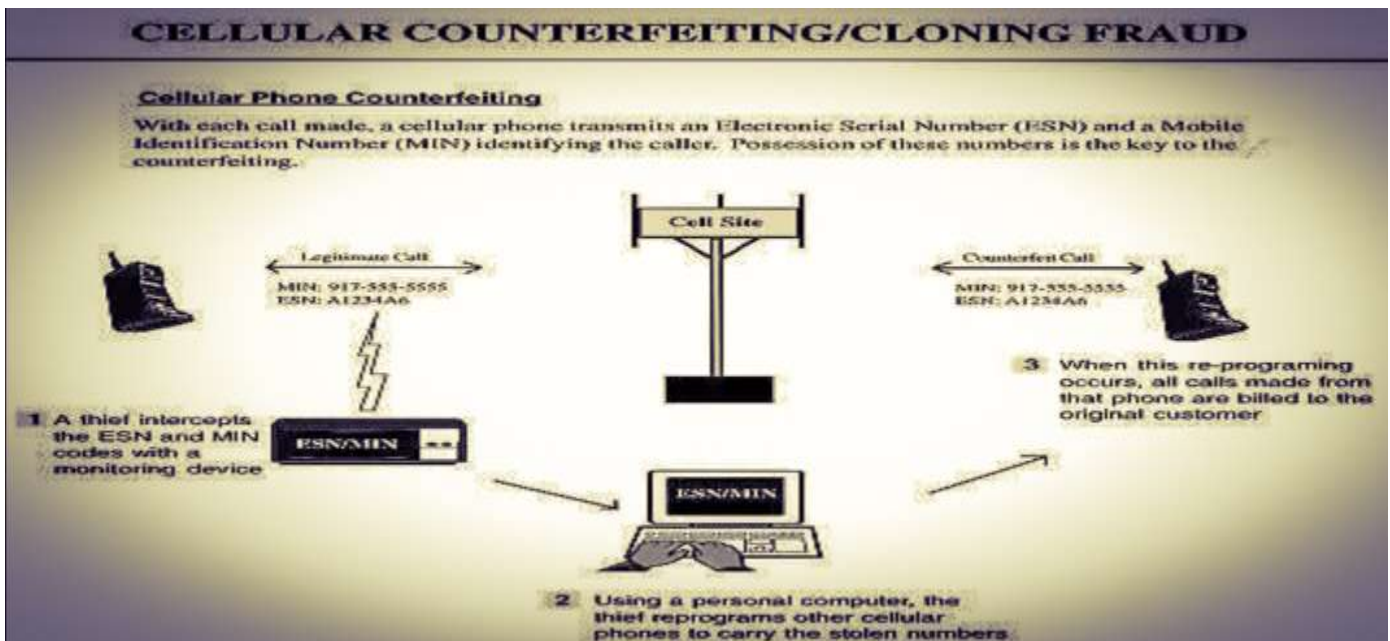 CELLULAR COUNTERFEITING/CLONING FRAUD
Cellular Phone Counterfeiting
With each call made, a cellular phone transmits an Electronic Serial Number (ESN) and a Mobile
Identification Number (MIN) identifying the caller. Possession of these numbers is the key to the
counterfeiting.
Cell Site
Legitimate Call
MIN: 917-555-5555
ESN: A1234A6
Counterfeit Call
MIN: 917-555-5555
ESN: A1234A6
1 A thief intercepts
the ESN and MIN
codes with a
monitoring device
ESN/MIN
ESN/MIN
2 Using a personal computer, the
thief reprograms other cellular
phones to carry the stolen numbers
3 When this re-programing
occurs, all calls made from
that phone are billed to the
original customer